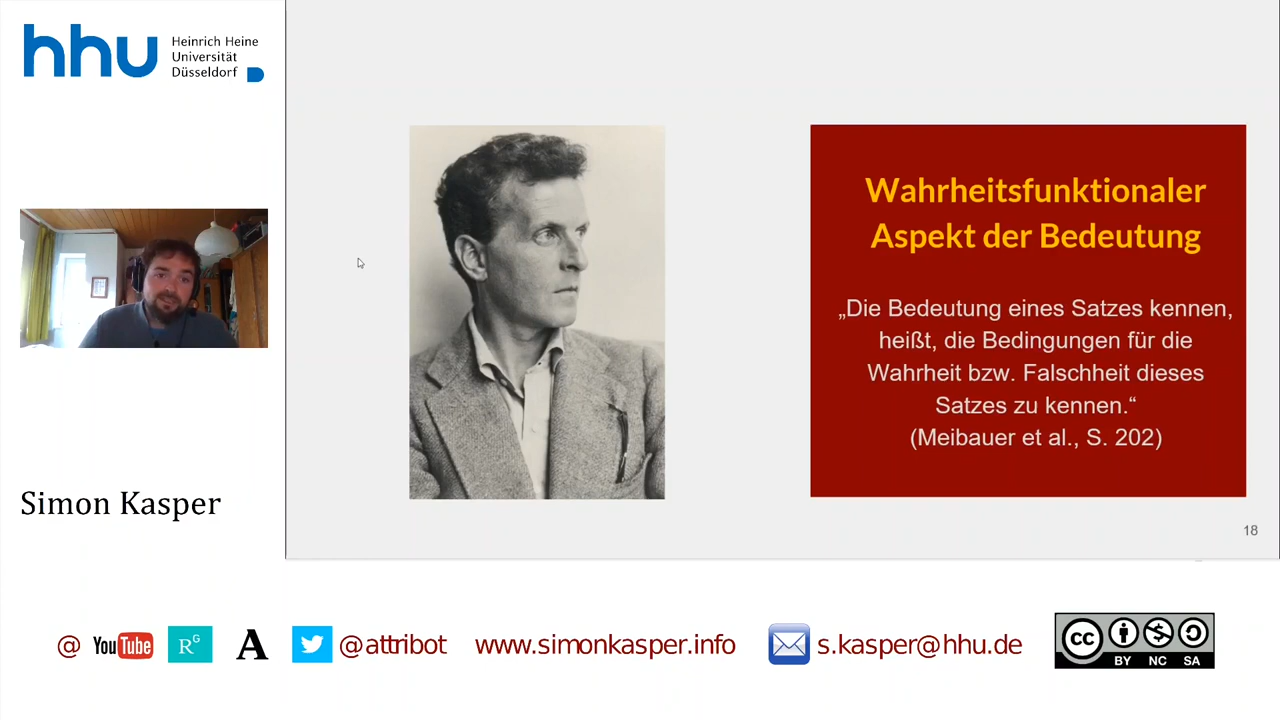 hhu
Heinrich Heine
Universität
Düsseldorf
Wahrheitsfunktionaler
Aspekt der Bedeutung
„Die Bedeutung eines Satzes kennen,
heißt, die Bedingungen für die
Wahrheit bzw. Falschheit dieses
Satzes zu kennen.“
(Meibauer et al., S. 202)
18
Simon Kasper
@ YouTube RG A @attribot www.simonkasper.info s.kasper@hhu.de
cc BY NC SA